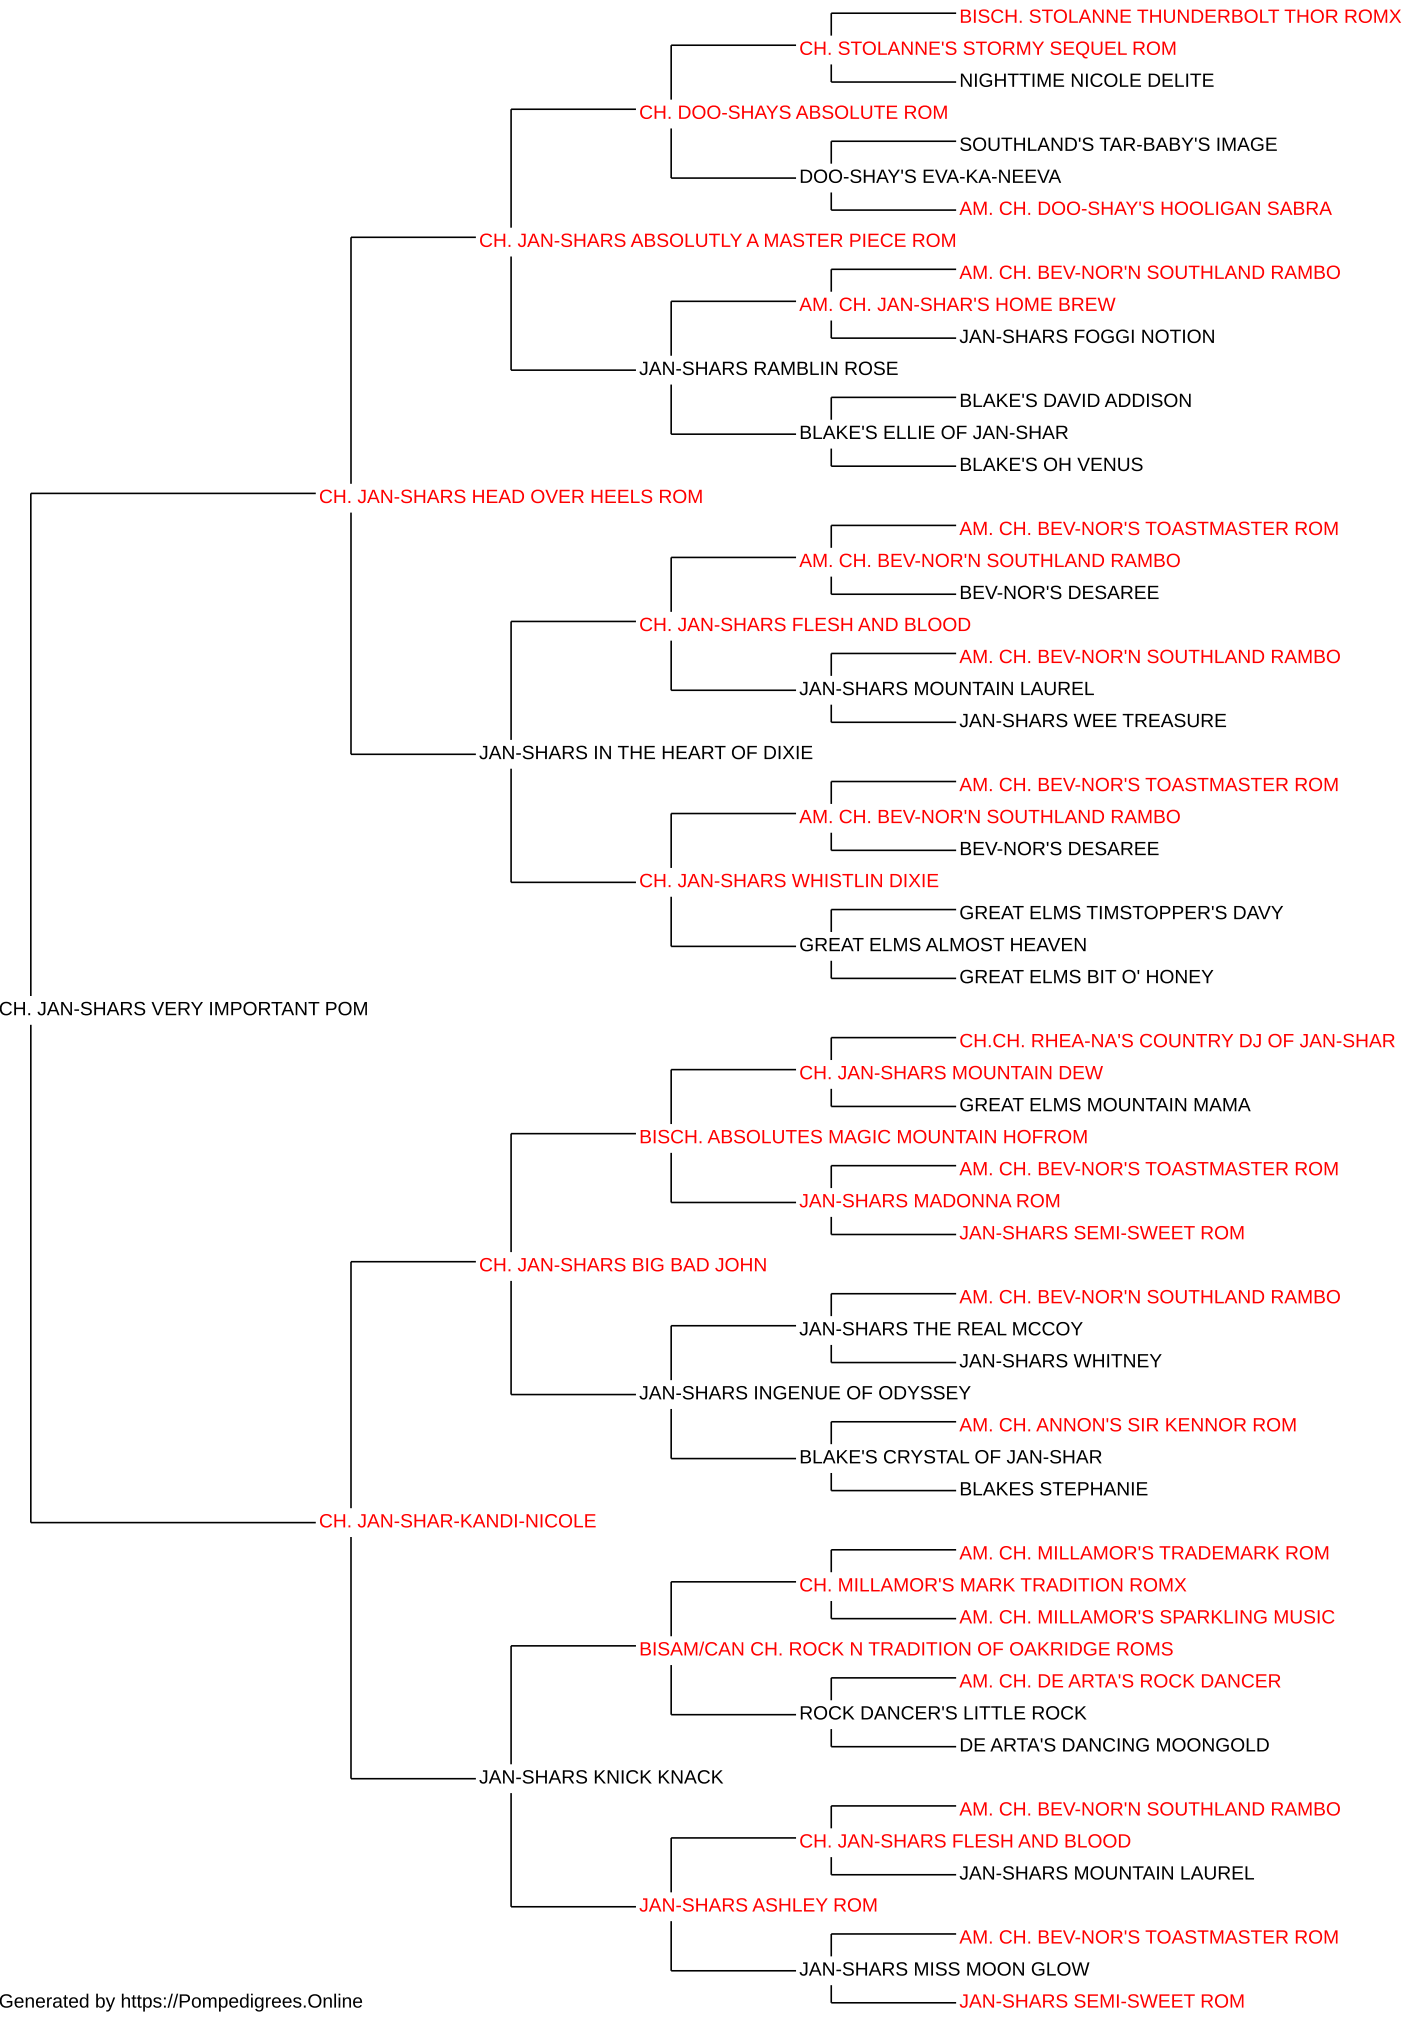 BISCH. STOLANNE THUNDERBOLT THOR ROMX
CH. STOLANNE'S STORMY SEQUEL ROM
NIGHTTIME NICOLE DELITE
CH. DOO-SHAYS ABSOLUTE ROM
SOUTHLAND'S TAR-BABY'S IMAGE
DOO-SHAY'S EVA-KA-NEEVA
AM. CH. DOO-SHAY'S HOOLIGAN SABRA
CH. JAN-SHARS ABSOLUTLY A MASTER PIECE ROM
AM. CH. BEV-NOR'N SOUTHLAND RAMBO
AM. CH. JAN-SHAR'S HOME BREW
JAN-SHARS FOGGI NOTION
JAN-SHARS RAMBLIN ROSE
BLAKE'S DAVID ADDISON
BLAKE'S ELLIE OF JAN-SHAR
BLAKE'S OH VENUS
CH. JAN-SHARS HEAD OVER HEELS ROM
AM. CH. BEV-NOR'S TOASTMASTER ROM
AM. CH. BEV-NOR'N SOUTHLAND RAMBO
BEV-NOR'S DESAREE
CH. JAN-SHARS FLESH AND BLOOD
AM. CH. BEV-NOR'N SOUTHLAND RAMBO
JAN-SHARS MOUNTAIN LAUREL
JAN-SHARS WEE TREASURE
JAN-SHARS IN THE HEART OF DIXIE
AM. CH. BEV-NOR'S TOASTMASTER ROM
AM. CH. BEV-NOR'N SOUTHLAND RAMBO
BEV-NOR'S DESAREE
CH. JAN-SHARS WHISTLIN DIXIE
GREAT ELMS TIMSTOPPER'S DAVY
GREAT ELMS ALMOST HEAVEN
GREAT ELMS BIT O' HONEY
CH. JAN-SHARS VERY IMPORTANT POM
CH.CH. RHEA-NA'S COUNTRY DJ OF JAN-SHAR
CH. JAN-SHARS MOUNTAIN DEW
GREAT ELMS MOUNTAIN MAMA
BISCH. ABSOLUTES MAGIC MOUNTAIN HOFROM
AM. CH. BEV-NOR'S TOASTMASTER ROM
JAN-SHARS MADONNA ROM
JAN-SHARS SEMI-SWEET ROM
CH. JAN-SHARS BIG BAD JOHN
AM. CH. BEV-NOR'N SOUTHLAND RAMBO
JAN-SHARS THE REAL MCCOY
JAN-SHARS WHITNEY
JAN-SHARS INGENUE OF ODYSSEY
AM. CH. ANNON'S SIR KENNOR ROM
BLAKE'S CRYSTAL OF JAN-SHAR
BLAKES STEPHANIE
CH. JAN-SHAR-KANDI-NICOLE
AM. CH. MILLAMOR'S TRADEMARK ROM
CH. MILLAMOR'S MARK TRADITION ROMX
AM. CH. MILLAMOR'S SPARKLING MUSIC
BISAM/CAN CH. ROCK N TRADITION OF OAKRIDGE ROMS
AM. CH. DE ARTA'S ROCK DANCER
ROCK DANCER'S LITTLE ROCK
DE ARTA'S DANCING MOONGOLD
JAN-SHARS KNICK KNACK
AM. CH. BEV-NOR'N SOUTHLAND RAMBO
CH. JAN-SHARS FLESH AND BLOOD
JAN-SHARS MOUNTAIN LAUREL
JAN-SHARS ASHLEY ROM
AM. CH. BEV-NOR'S TOASTMASTER ROM
JAN-SHARS MISS MOON GLOW
JAN-SHARS SEMI-SWEET ROM
Generated by https://Pompedigrees.Online